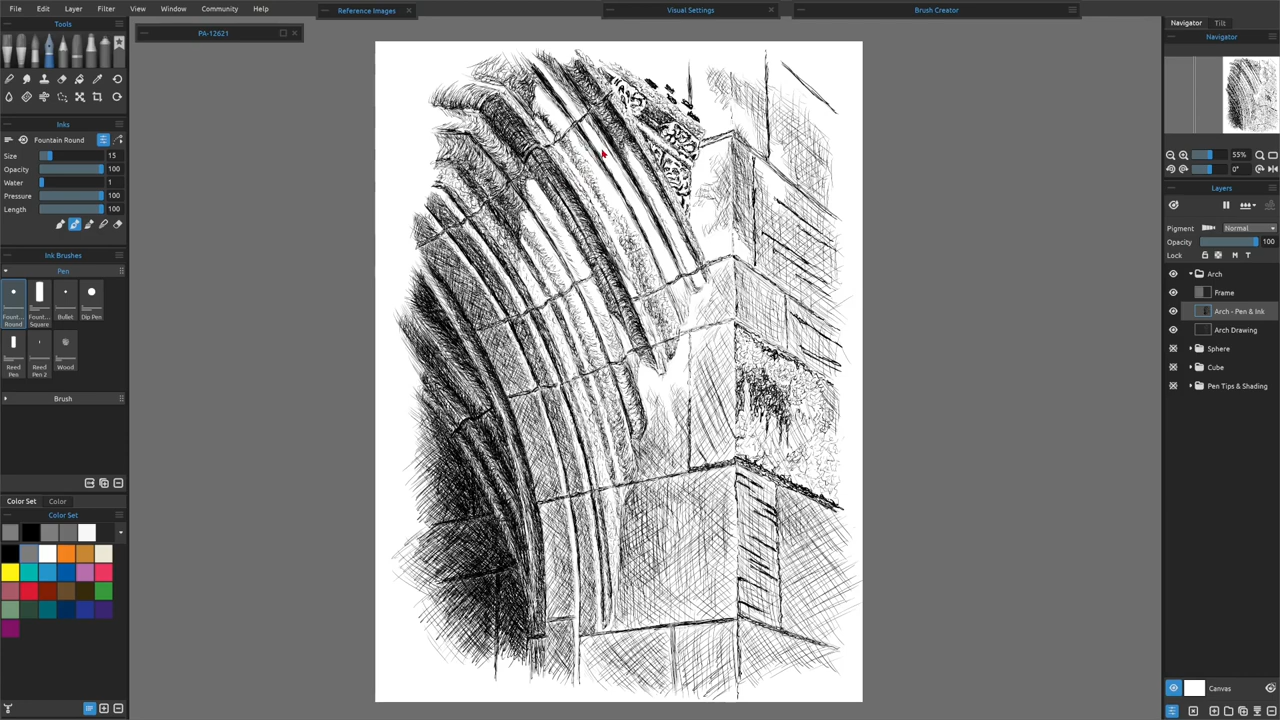 File Edit Layer Filter View Window Community Help
Reference Images
Visual Settings
Brush Creator
Navigator Tilt
Tools
PA-12621
Navigator
Inks
Fountain Round
Size 15
Opacity 100
Water 1
Pressure 100
Length 100
55%
0°
Layers
Pigment Normal
Opacity 100
Lock M T
Arch
Frame
Arch - Pen & Ink
Arch Drawing
Sphere
Cube
Pen Tips & Shading
Ink Brushes
Pen
Fount... Round
Fount... Square
Bullet
Dip Pen
Reed Pen
Reed Pen 2
Wood
Brush
Color Set Color
Color Set
Canvas